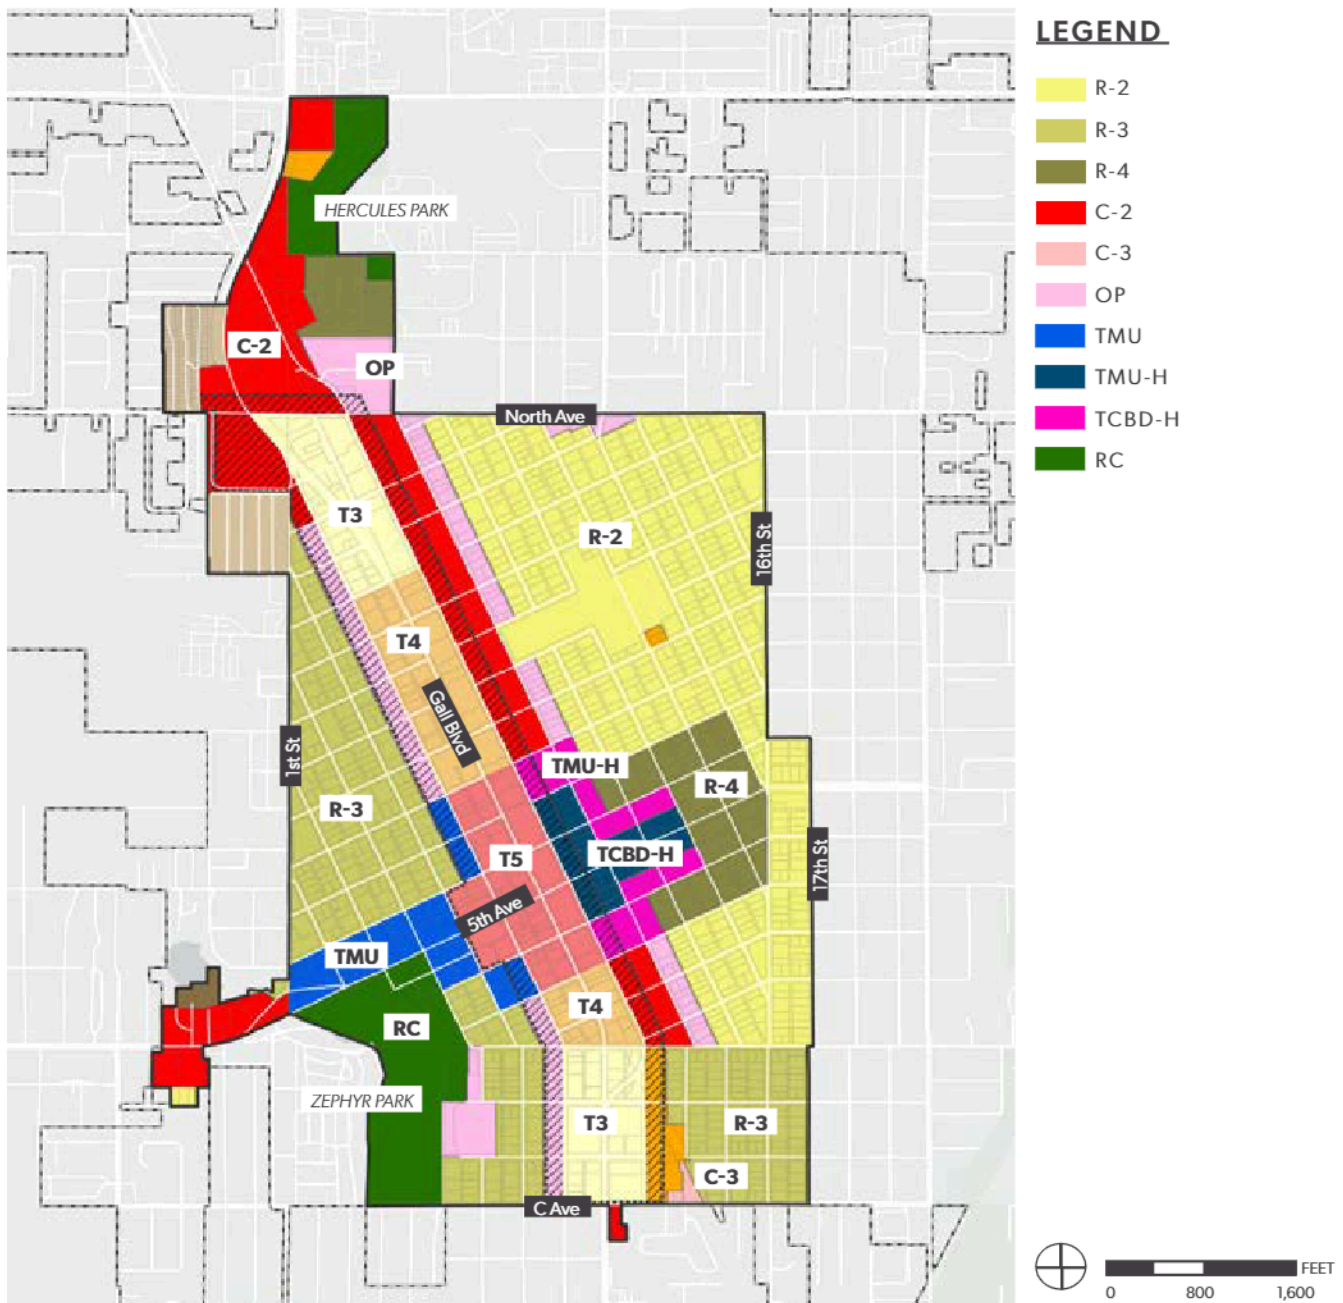 LEGEND
R-2
R-3
R-4
C-2
C-3
OP
TMU
TMU-H
TCBD-H
RC
HERCULES PARK
C-2
OP
North Ave
T3
R-2
16th St
T4
Gall Blvd
1st St
TMU-H
R-4
R-3
T5
TCBD-H
17th St
5th Ave
TMU
T4
RC
ZEPHYR PARK
T3
R-3
C-3
C Ave
FEET
0 800 1,600